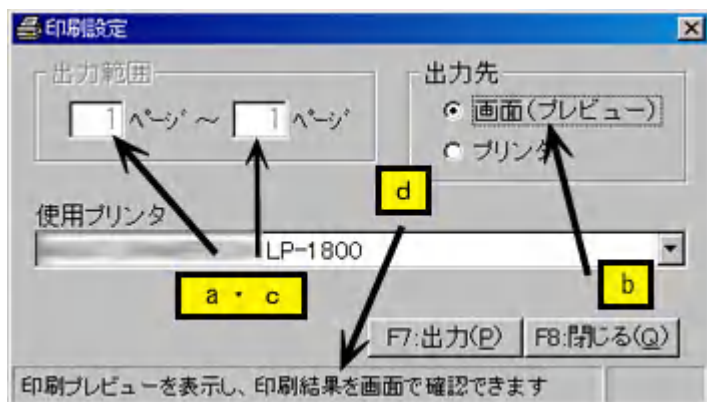 印刷設定
出力範囲
1 ページ ～ 1 ページ
出力先
画面(プレビュー)
プリンタ
d
使用プリンタ
LP-1800
a ・ c
b
F7:出力(P) F8:閉じる(Q)
印刷プレビューを表示し、印刷結果を画面で確認できます